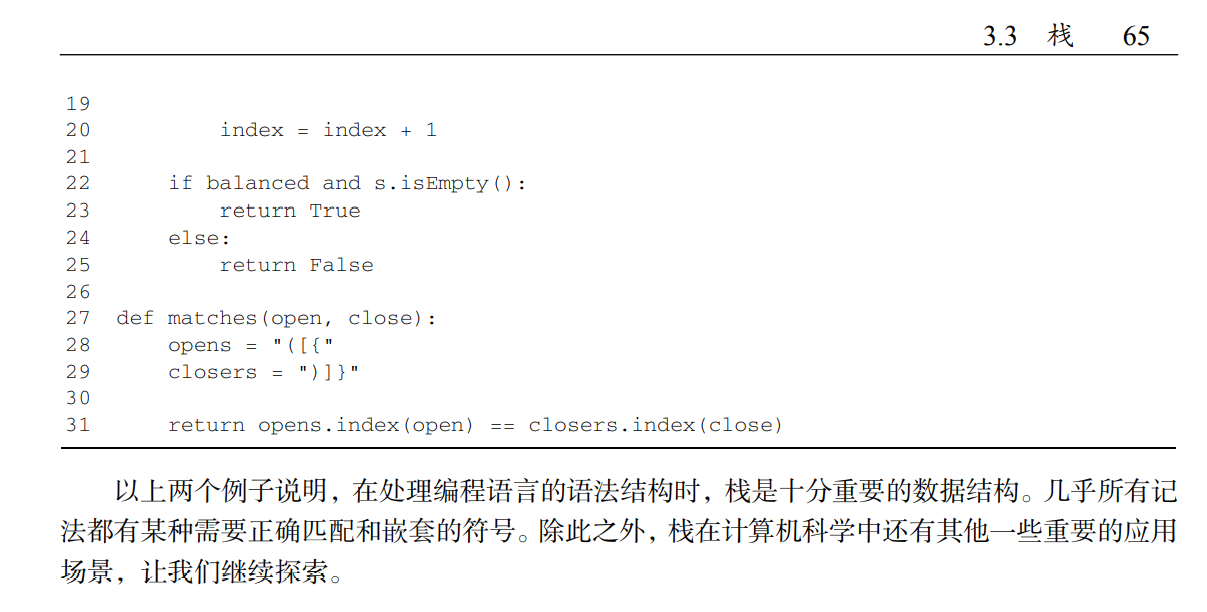 3.3 栈 65
19
20         index = index + 1
21
22     if balanced and s.isEmpty():
23         return True
24     else:
25         return False
26
27 def matches(open, close):
28     opens = "([{"
29     closers = ")]}"
30
31     return opens.index(open) == closers.index(close)
以上两个例子说明，在处理编程语言的语法结构时，栈是十分重要的数据结构。几乎所有记
法都有某种需要正确匹配和嵌套的符号。除此之外，栈在计算机科学中还有其他一些重要的应用
场景，让我们继续探索。